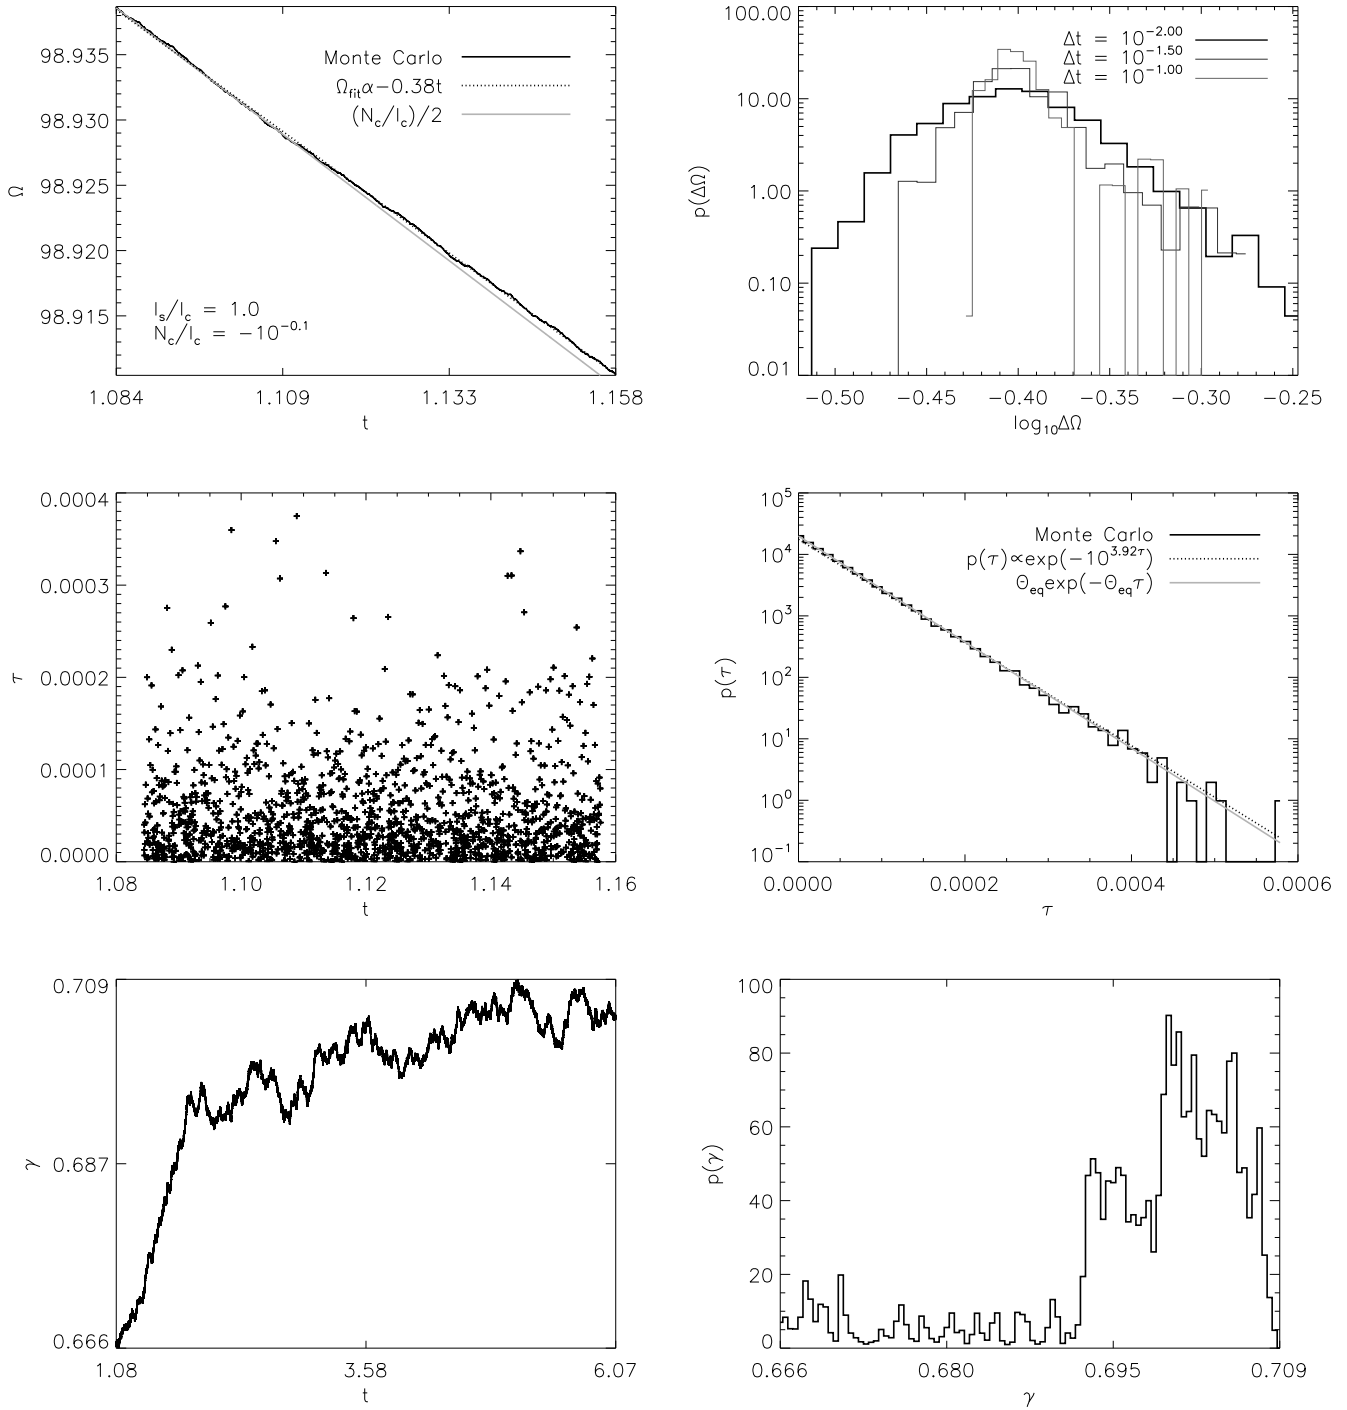 98.935
98.930
98.925
98.920
98.915
Ω
Monte Carlo
Ω_fit α−0.38t
(N_c/I_c)/2
I_s/I_c = 1.0
N_c/I_c = −10^−0.1
1.084 1.109 1.133 1.158
t
100.00
10.00
1.00
0.10
0.01
p(ΔΩ)
Δt = 10^−2.00
Δt = 10^−1.50
Δt = 10^−1.00
−0.50 −0.45 −0.40 −0.35 −0.30 −0.25
log_10ΔΩ
0.0004
0.0003
0.0002
0.0001
0.0000
τ
1.08 1.10 1.12 1.14 1.16
t
10^5
10^4
10^3
10^2
10^1
10^0
10^−1
p(τ)
Monte Carlo
p(τ)∝exp(−10^3.92τ)
Θ_eq exp(−Θ_eq τ)
0.0000 0.0002 0.0004 0.0006
τ
0.709
0.687
0.666
γ
1.08 3.58 6.07
t
100
80
60
40
20
0
p(γ)
0.666 0.680 0.695 0.709
γ